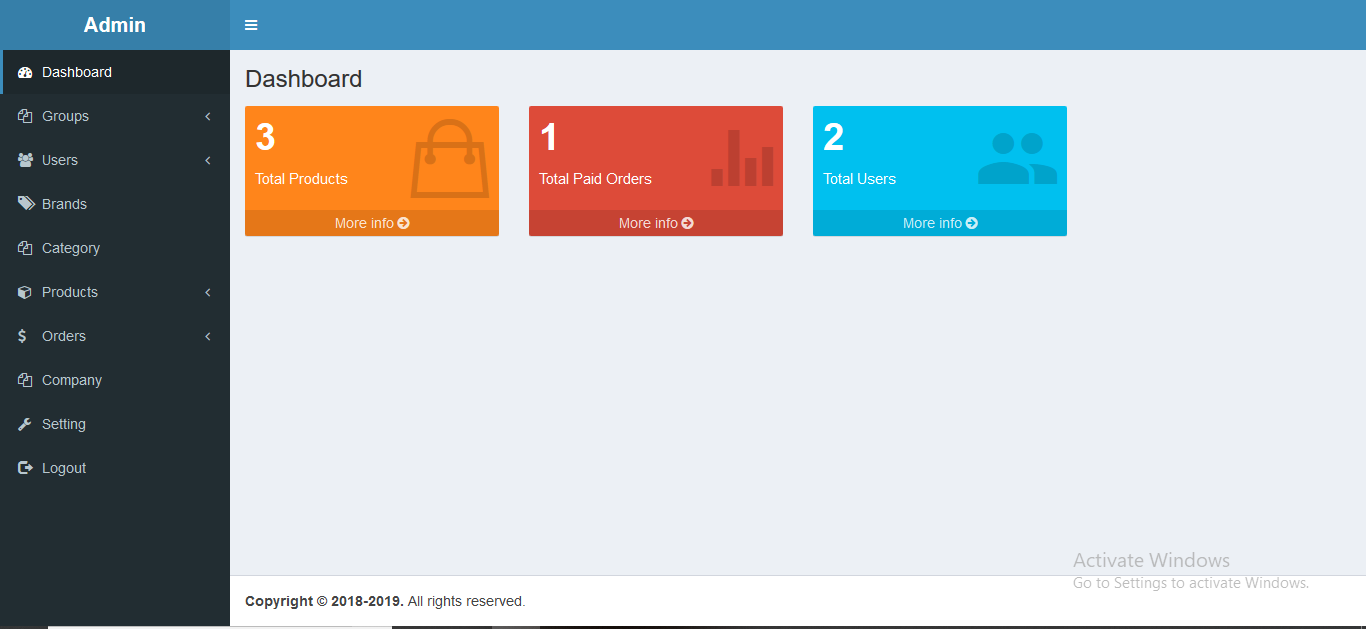 Admin
Dashboard
Groups
Users
Brands
Category
Products
Orders
Company
Setting
Logout
Dashboard
3
Total Products
More info
1
Total Paid Orders
More info
2
Total Users
More info
Activate Windows
Go to Settings to activate Windows.
Copyright © 2018-2019. All rights reserved.